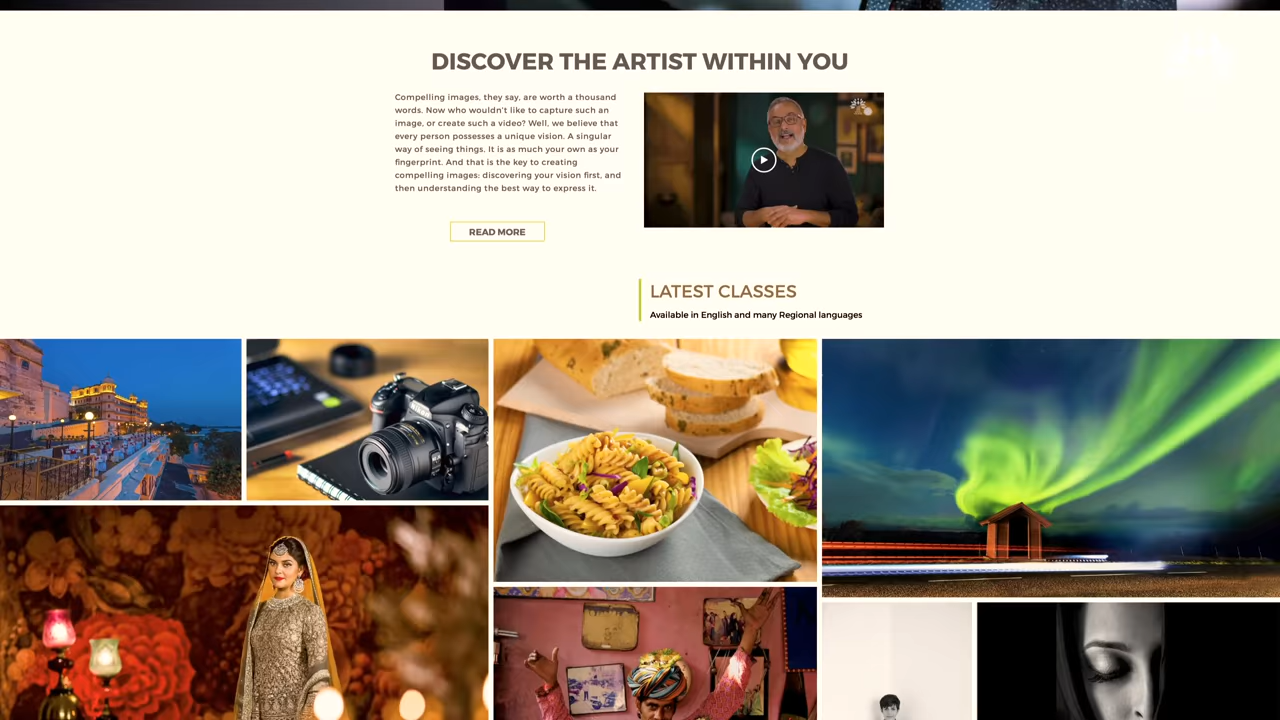 DISCOVER THE ARTIST WITHIN YOU
Compelling images, they say, are worth a thousand
words. Now who wouldn't like to capture such an
image, or create such a video? Well, we believe that
every person possesses a unique vision. A singular
way of seeing things. It is as much your own as your
fingerprint. And that is the key to creating
compelling images: discovering your vision first, and
then understanding the best way to express it.
READ MORE
LATEST CLASSES
Available in English and many Regional languages